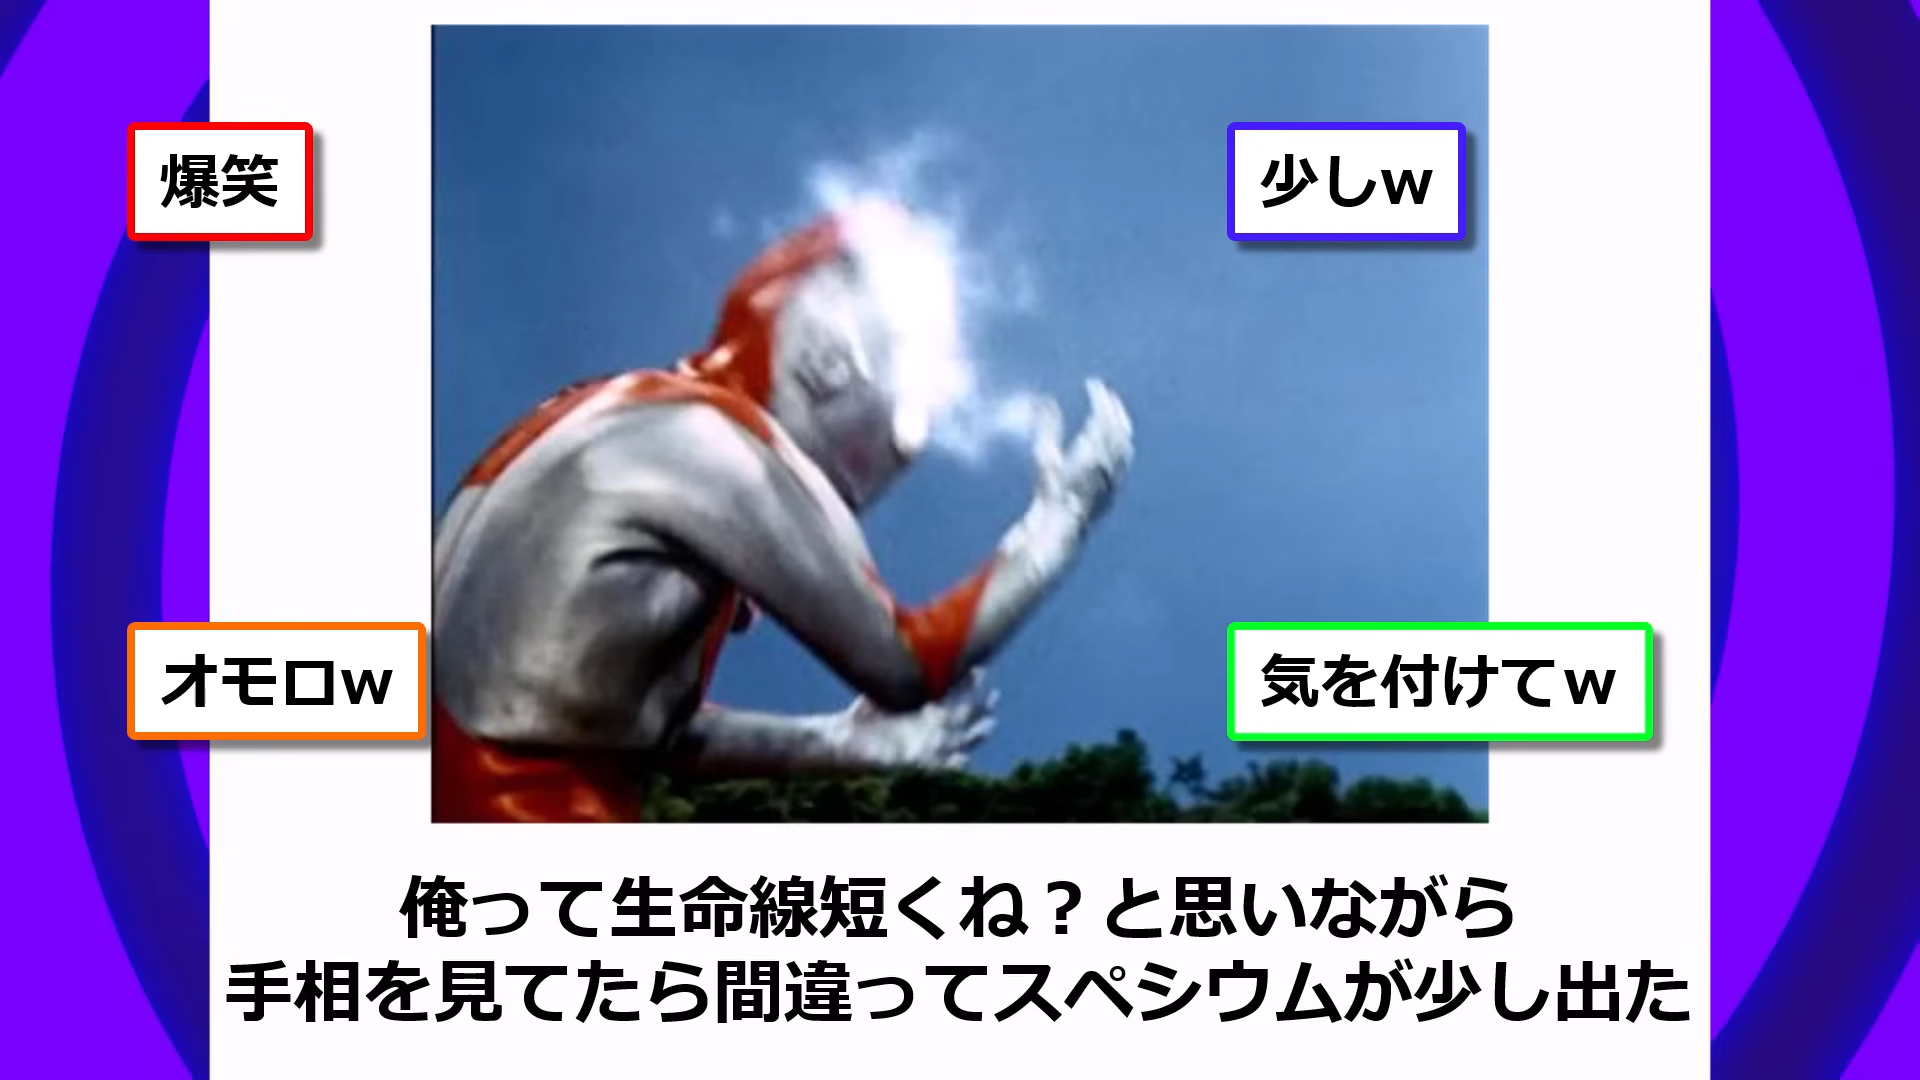 爆笑
少しw
オモロw
気を付けてｗ
俺って生命線短くね？と思いながら
手相を見てたら間違ってスペシウムが少し出た